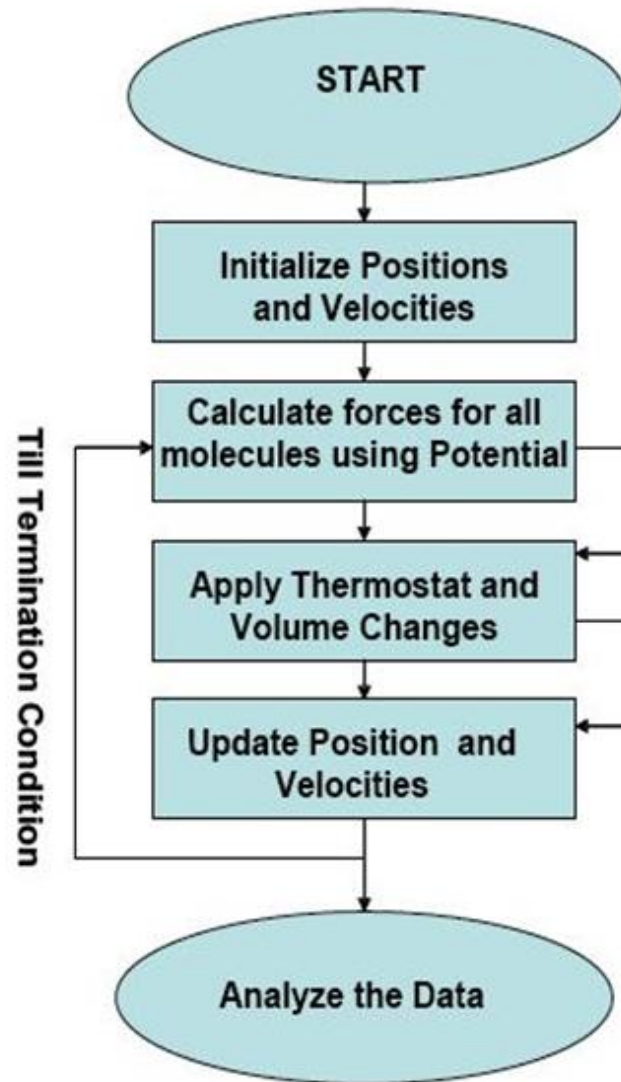 START
Initialize Positions
and Velocities
Calculate forces for all
molecules using Potential
Apply Thermostat and
Volume Changes
Update Position and
Velocities
Till Termination Condition
Analyze the Data